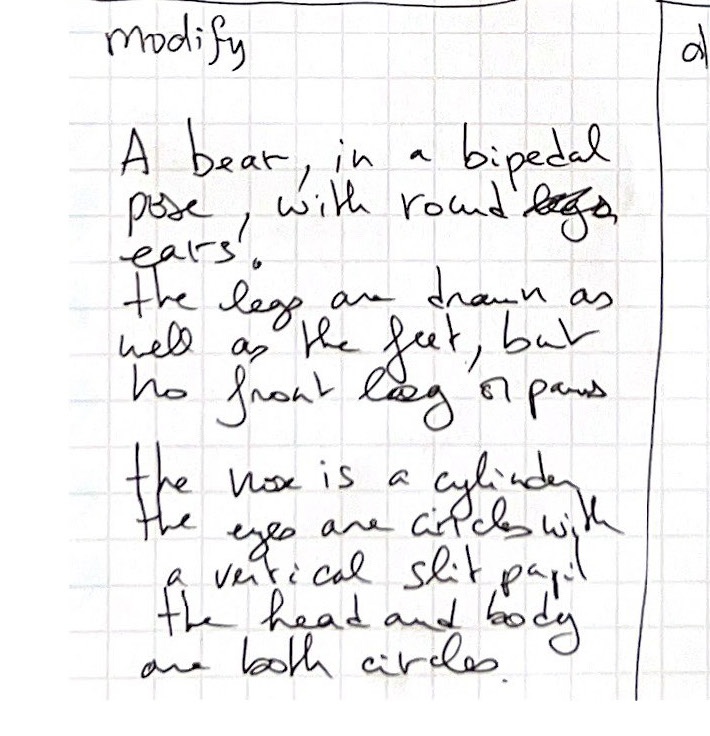 modify
A bear, in a bipedal
pose, with round
ears.
the legs are drawn as
well as the feet, but
no front leg or paws
the nose is a cylinder
the eyes are circles with
a vertical slit pupil
the head and body
are both circles.